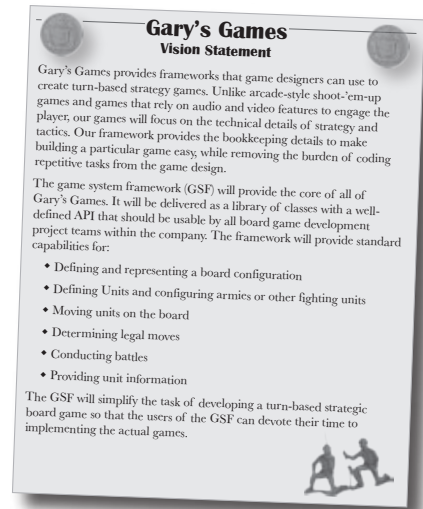 Gary's Games
Vision Statement
Gary's Games provides frameworks that game designers can use to
create turn-based strategy games. Unlike arcade-style shoot-'em-up
games and games that rely on audio and video features to engage the
player, our games will focus on the technical details of strategy and
tactics. Our framework provides the bookkeeping details to make
building a particular game easy, while removing the burden of coding
repetitive tasks from the game design.
The game system framework (GSF) will provide the core of all of
Gary's Games. It will be delivered as a library of classes with a well-
defined API that should be usable by all board game development
project teams within the company. The framework will provide standard
capabilities for:
◆ Defining and representing a board configuration
◆ Defining Units and configuring armies or other fighting units
◆ Moving units on the board
◆ Determining legal moves
◆ Conducting battles
◆ Providing unit information
The GSF will simplify the task of developing a turn-based strategic
board game so that the users of the GSF can devote their time to
implementing the actual games.